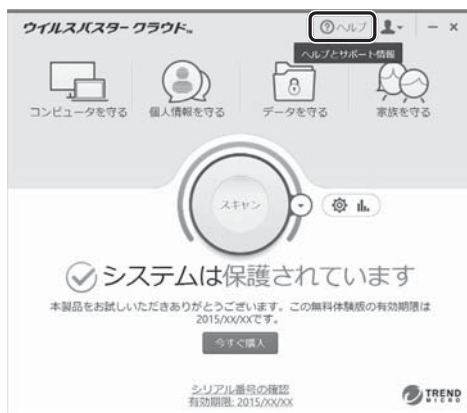 ウイルスバスター クラウド™
ヘルプ
ヘルプとサポート情報
コンピュータを守る
個人情報を守る
データを守る
家族を守る
スキャン
システムは保護されています
本製品をお試しいただきありがとうございます。この無料体験版の有効期限は
2015/XX/XXです。
今すぐ購入
シリアル番号の確認
有効期限: 2015/XX/XX
TREND
MICRO